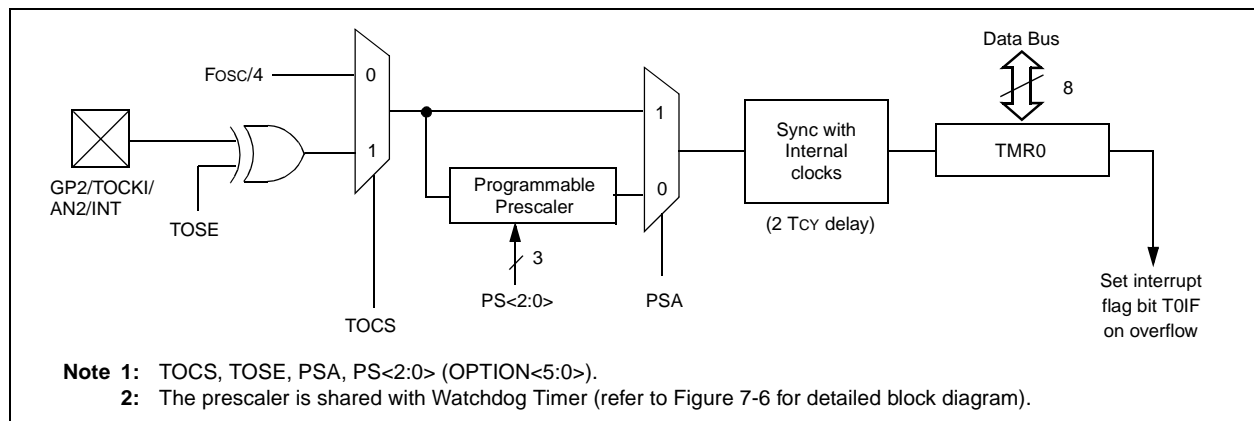 Data Bus
FOSC/4
0
8
1
1
Sync with
Internal
clocks
TMR0
GP2/TOCKI/
AN2/INT
TOSE
Programmable
Prescaler
0
(2 TCY delay)
3
PS<2:0>
PSA
TOCS
Set interrupt
flag bit T0IF
on overflow
Note 1: TOCS, TOSE, PSA, PS<2:0> (OPTION<5:0>).
2: The prescaler is shared with Watchdog Timer (refer to Figure 7-6 for detailed block diagram).